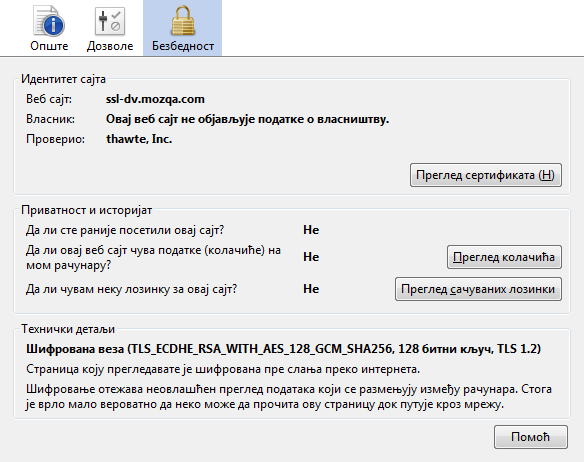 Опште Дозволе Безбедност
Идентитет сајта
Веб сајт: ssl-dv.mozqa.com
Власник: Овај веб сајт не објављује податке о власништву.
Проверио: thawte, Inc.
Преглед сертификата (H)
Приватност и историјат
Да ли сте раније посетили овај сајт? Не
Да ли овај веб сајт чува податке (колачиће) на
мом рачунару? Не Преглед колачића
Да ли чувам неку лозинку за овај сајт? Не Преглед сачуваних лозинки
Технички детаљи
Шифрована веза (TLS_ECDHE_RSA_WITH_AES_128_GCM_SHA256, 128 битни кључ, TLS 1.2)
Страница коју прегледавате је шифрована пре слања преко интернета.
Шифровање отежава неовлашћен преглед података који се размењују између рачунара. Стога
је врло мало вероватно да неко може да прочита ову страницу док путује кроз мрежу.
Помоћ